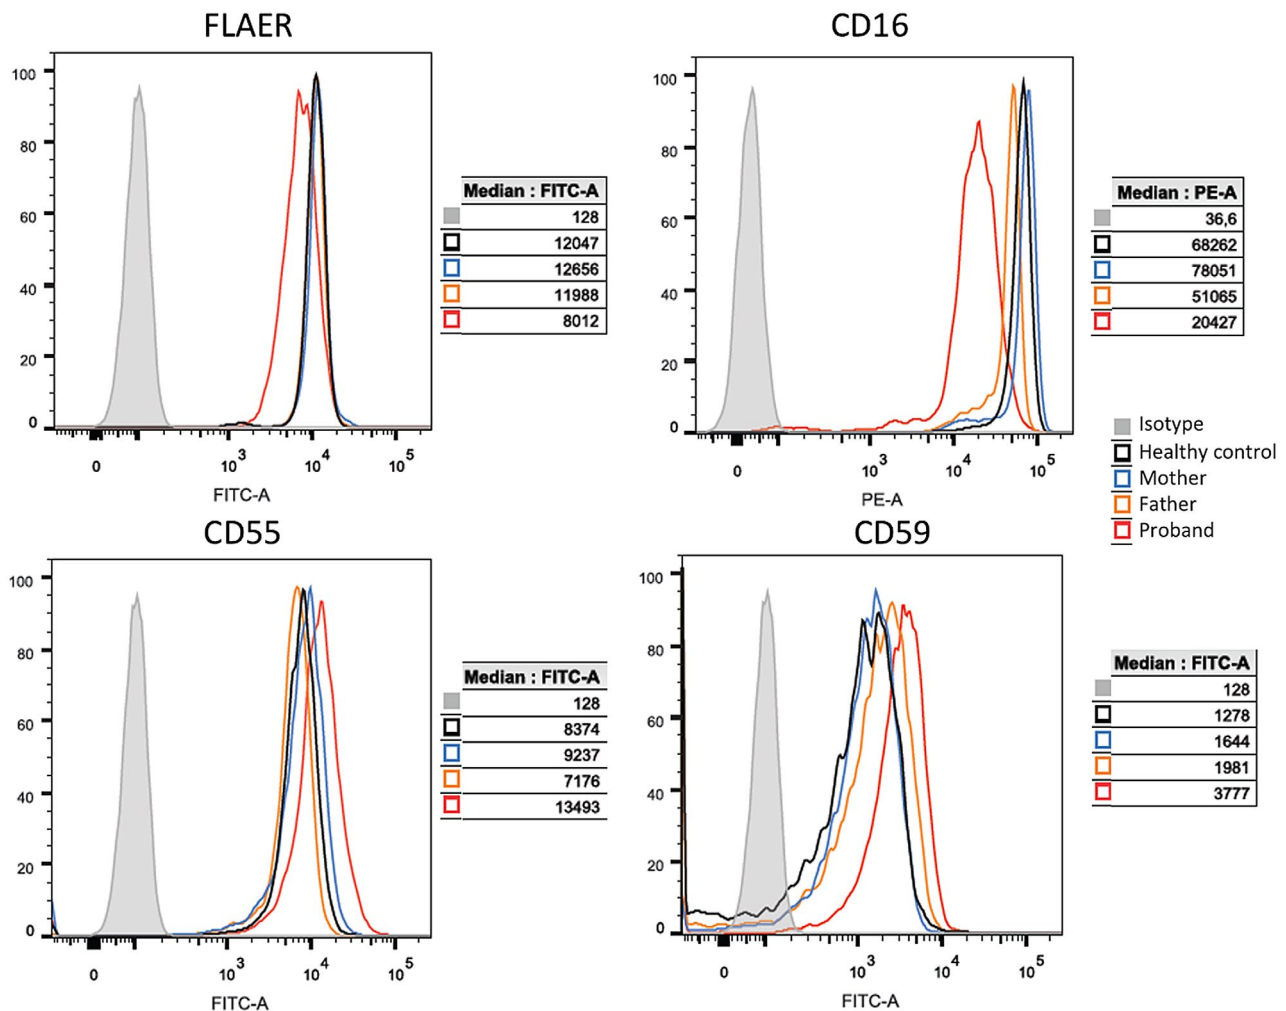 FLAER
100
80
60
40
20
0
0 10³ 10⁴ 10⁵
FITC-A
Median : FITC-A
128
12047
12656
11988
8012
CD16
100
80
60
40
20
0
0 10³ 10⁴ 10⁵
PE-A
Median : PE-A
36,6
68262
78051
51065
20427
Isotype
Healthy control
Mother
Father
Proband
CD55
100
80
60
40
20
0
0 10³ 10⁴ 10⁵
FITC-A
Median : FITC-A
128
8374
9237
7176
13493
CD59
100
80
60
40
20
0
0 10³ 10⁴ 10⁵
FITC-A
Median : FITC-A
128
1278
1644
1981
3777